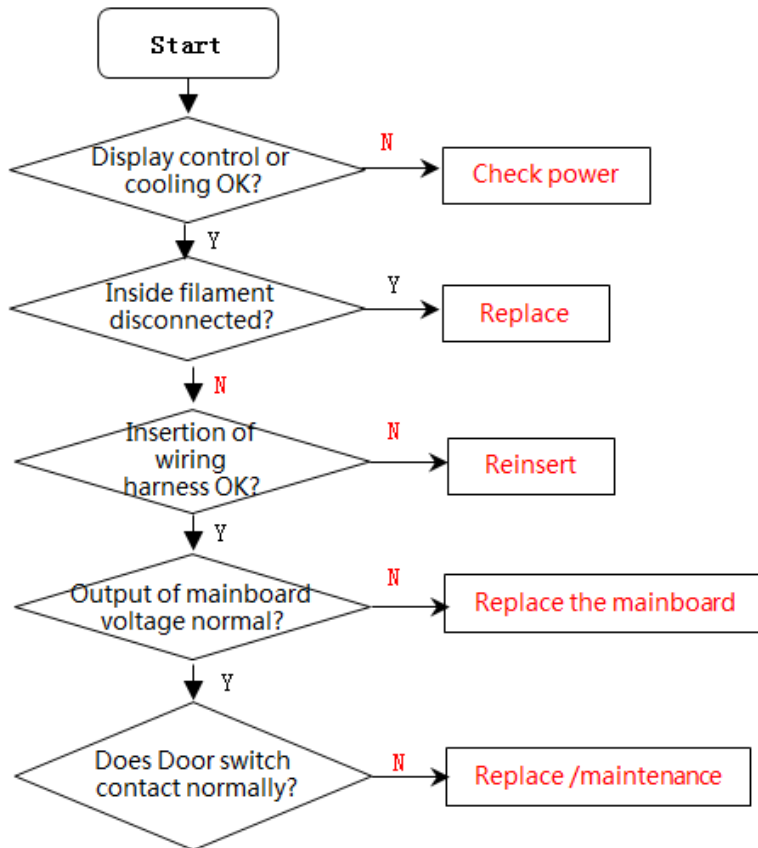 Start
Display control or
cooling OK?
N
Check power
Y
Inside filament
disconnected?
Y
Replace
N
Insertion of
wiring
harness OK?
N
Reinsert
Y
Output of mainboard
voltage normal?
N
Replace the mainboard
Y
Does Door switch
contact normally?
N
Replace /maintenance